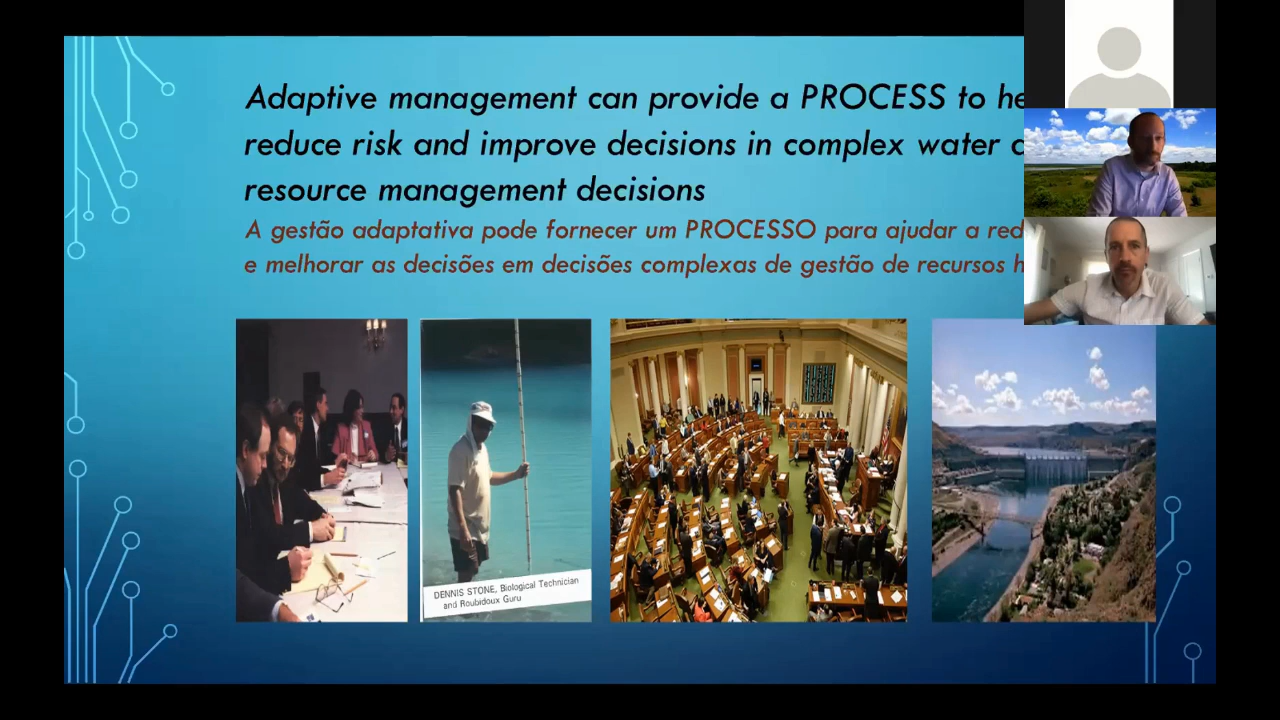 Adaptive management can provide a PROCESS to he
reduce risk and improve decisions in complex water
resource management decisions
A gestão adaptativa pode fornecer um PROCESSO para ajudar a red
e melhorar as decisões em decisões complexas de gestão de recursos h
DENNIS STONE, Biological Technician
and Roubidoux Guru